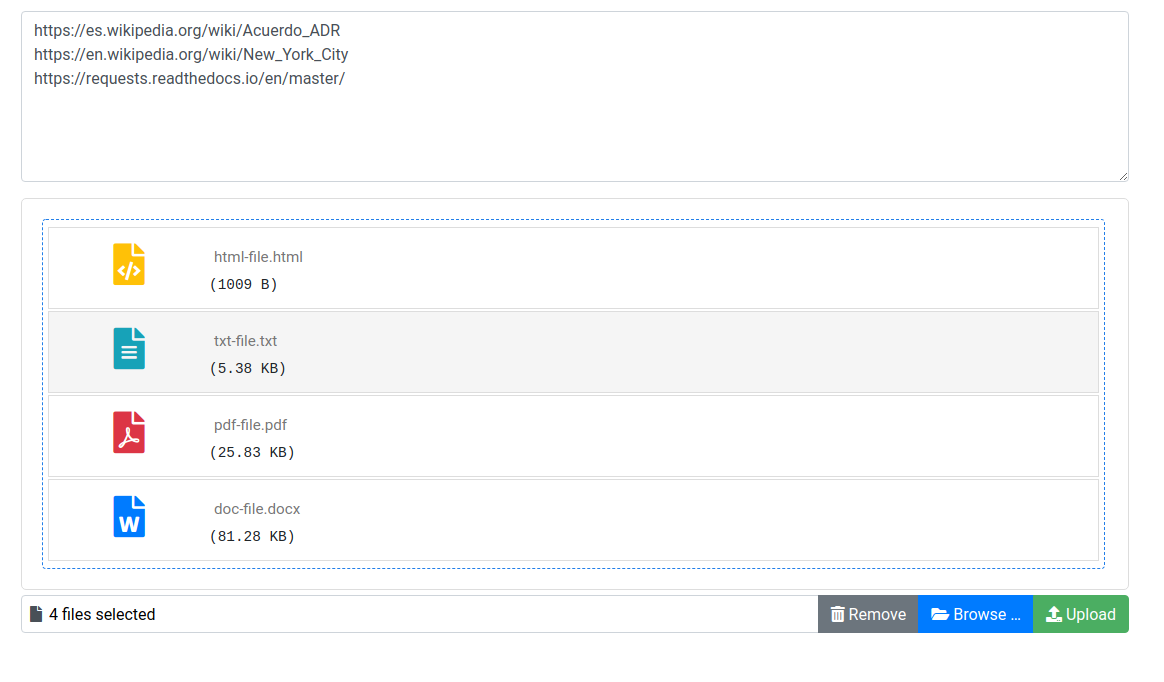 https://es.wikipedia.org/wiki/Acuerdo_ADR
https://en.wikipedia.org/wiki/New_York_City
https://requests.readthedocs.io/en/master/
html-file.html
(1009 B)
txt-file.txt
(5.38 KB)
pdf-file.pdf
(25.83 KB)
W
doc-file.docx
(81.28 KB)
4 files selected
Remove
Browse …
Upload